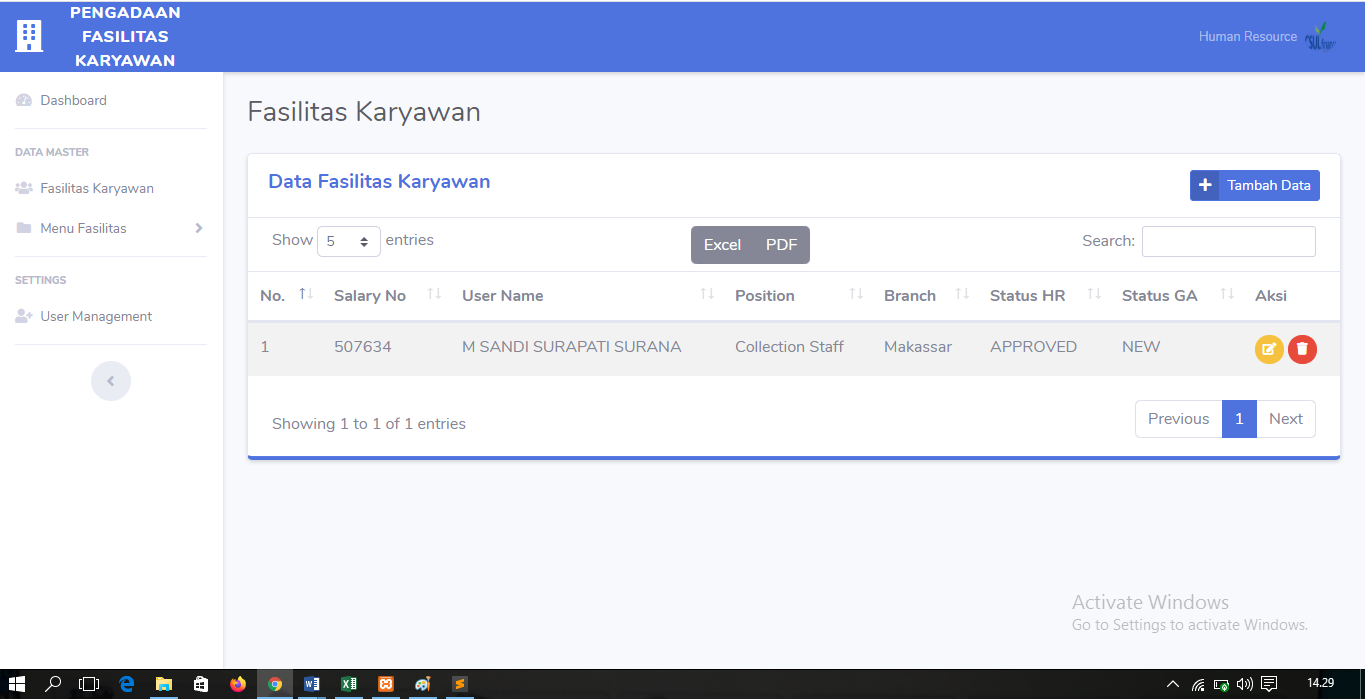 PENGADAAN
FASILITAS
KARYAWAN
Human Resource
Dashboard
DATA MASTER
Fasilitas Karyawan
Menu Fasilitas
SETTINGS
User Management
Fasilitas Karyawan
Data Fasilitas Karyawan
Tambah Data
Show 5 entries
Excel PDF
Search:
No. Salary No User Name Position Branch Status HR Status GA Aksi
1 507634 M SANDI SURAPATI SURANA Collection Staff Makassar APPROVED NEW
Showing 1 to 1 of 1 entries
Previous 1 Next
Activate Windows
Go to Settings to activate Windows.
14.29